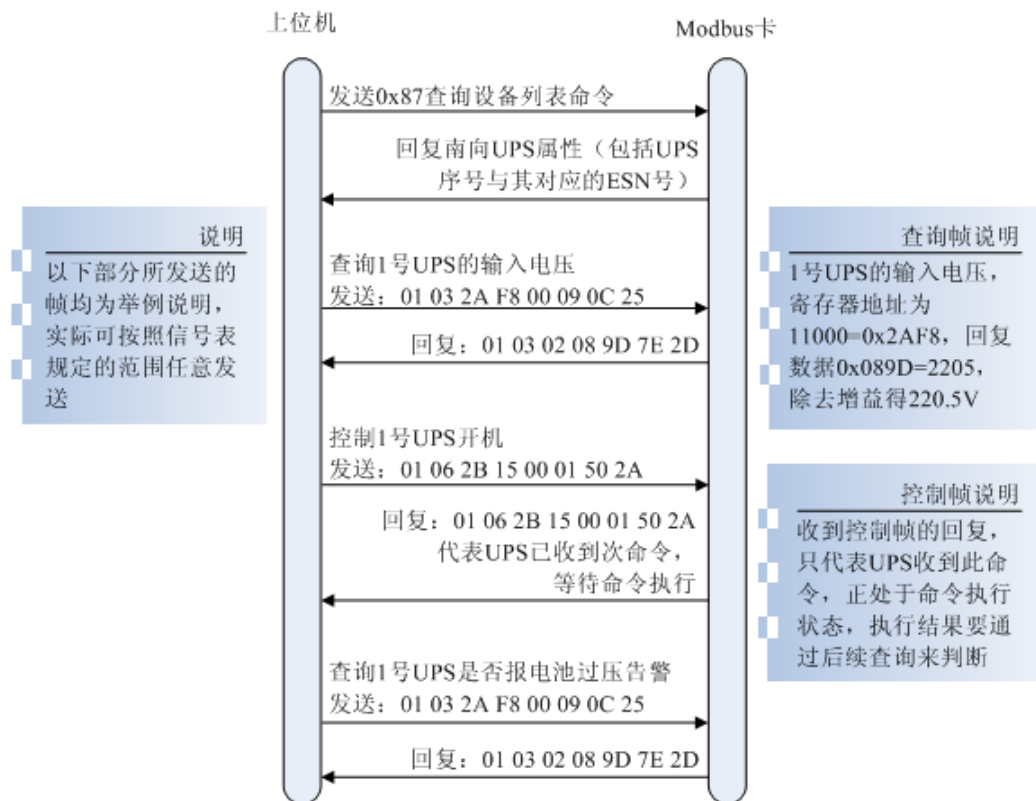 上位机
Modbus卡
发送0x87查询设备列表命令
回复南向UPS属性（包括UPS
序号与其对应的ESN号）
说明
以下部分所发送的
帧均为举例说明，
实际可按照信号表
规定的范围任意发
送
查询1号UPS的输入电压
发送：01 03 2A F8 00 09 0C 25
回复：01 03 02 08 9D 7E 2D
查询帧说明
1号UPS的输入电压，
寄存器地址为
11000=0x2AF8，回复
数据0x089D=2205，
除去增益得220.5V
控制1号UPS开机
发送：01 06 2B 15 00 01 50 2A
回复：01 06 2B 15 00 01 50 2A
代表UPS已收到次命令，
等待命令执行
控制帧说明
收到控制帧的回复，
只代表UPS收到此命
令，正处于命令执行
状态，执行结果要通
过后续查询来判断
查询1号UPS是否报电池过压告警
发送：01 03 2A F8 00 09 0C 25
回复：01 03 02 08 9D 7E 2D